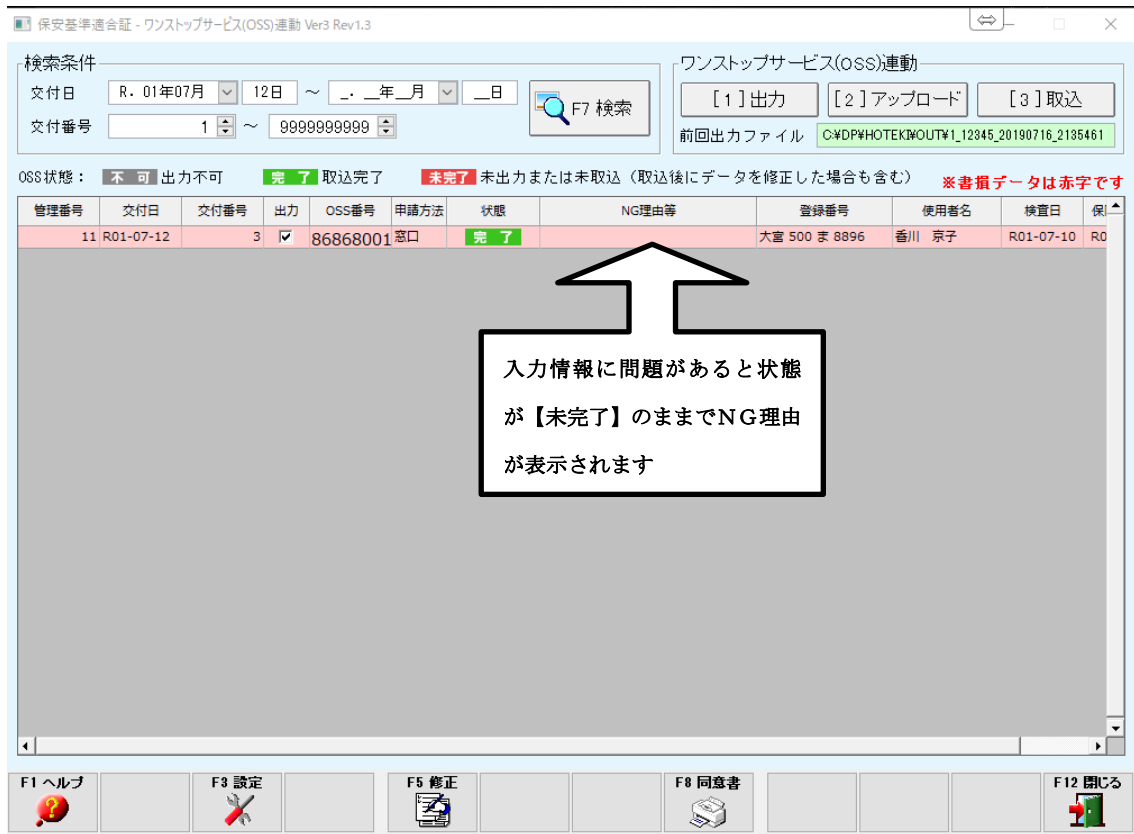 保安基準適合証 - ワンストップサービス(OSS)連動 Ver3 Rev1.3
検索条件
交付日 R. 01年07月 12日 ～ _. __年__月 __日
交付番号 1 ～ 9999999999
F7 検索
ワンストップサービス(OSS)連動
[1]出力 [2]アップロード [3]取込
前回出力ファイル C:¥DP¥HOTEKI¥OUT¥1_12345_20190716_2135461
OSS状態： 不 可 出力不可 完 了 取込完了 未完了 未出力または未取込（取込後にデータを修正した場合も含む） ※書損データは赤字です
管理番号 交付日 交付番号 出力 OSS番号 申請方法 状態 NG理由等 登録番号 使用者名 検査日 保
11 R01-07-12 3 86868001 窓口 完 了 大宮 500 ま 8896 香川 京子 R01-07-10 R0
入力情報に問題があると状態
が【未完了】のままでＮＧ理由
が表示されます
F1 ヘルプ F3 設定 F5 修正 F8 同意書 F12 閉じる